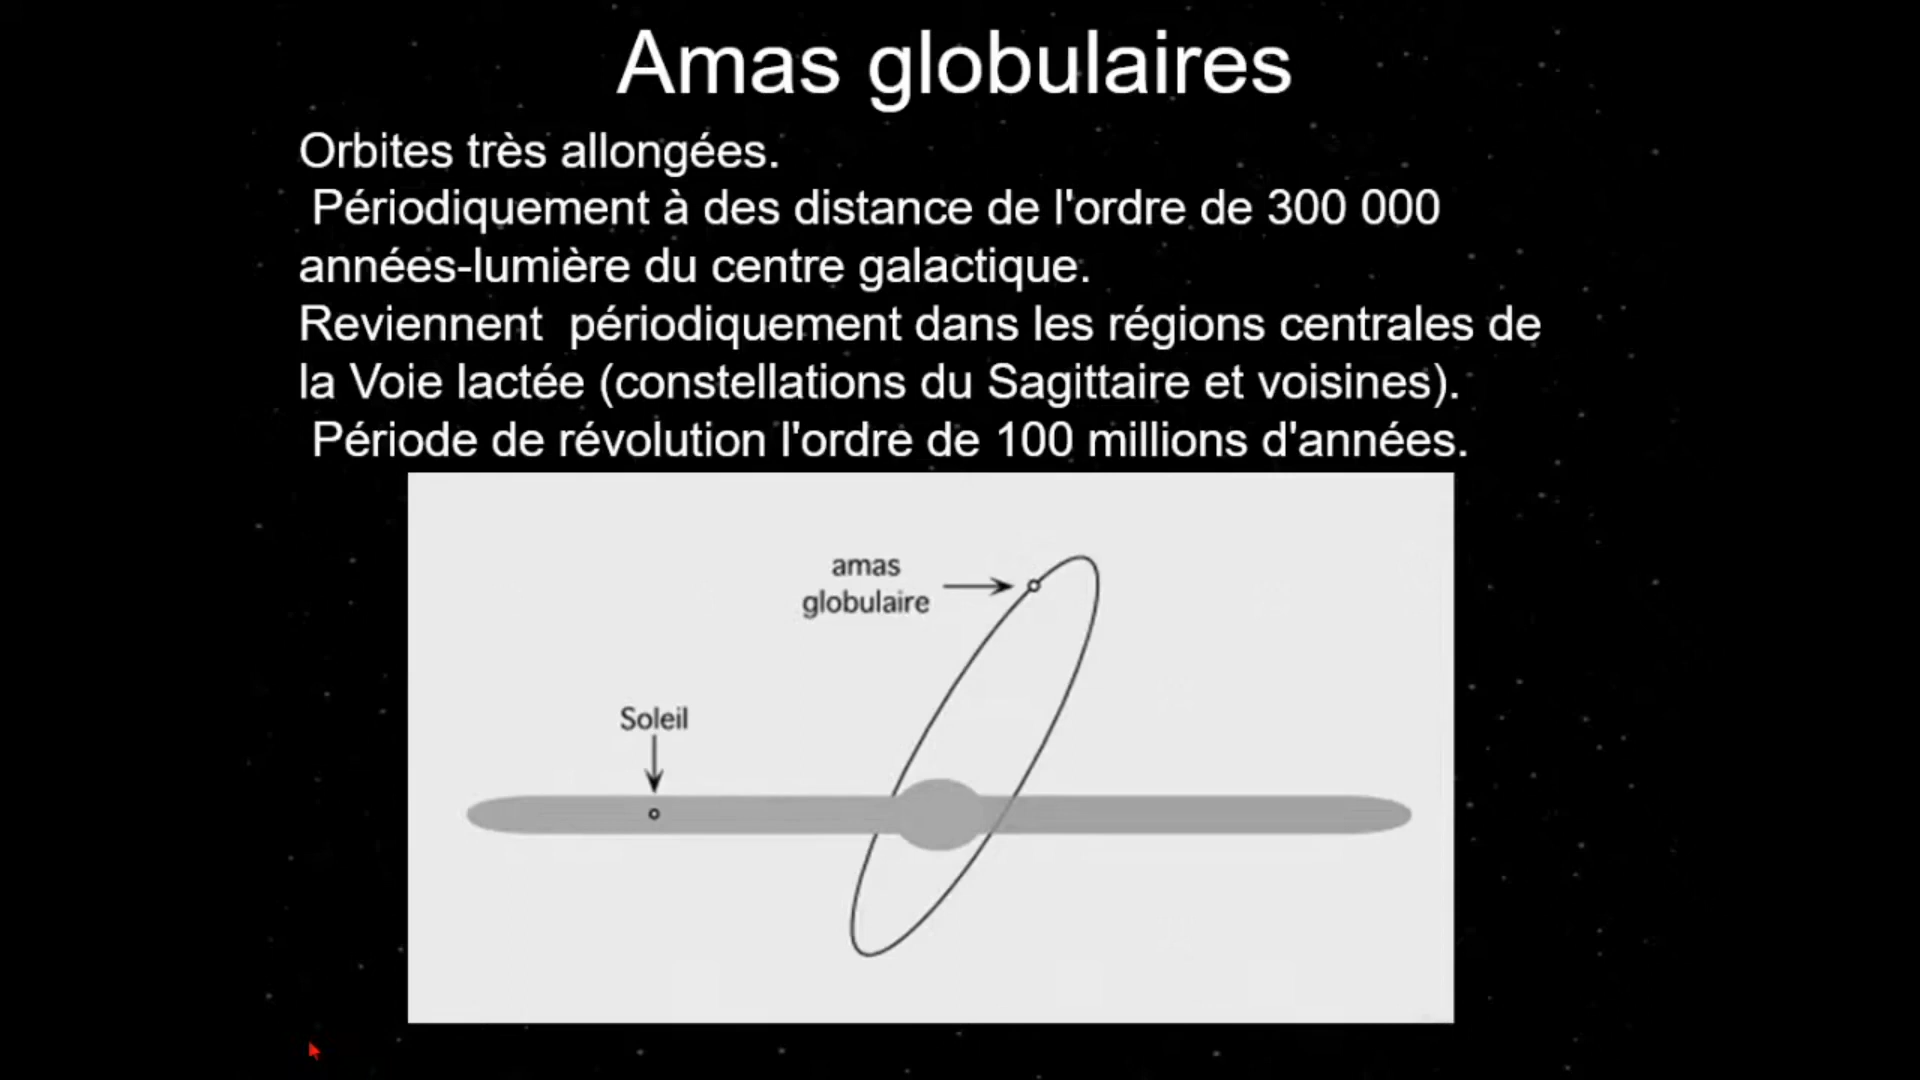 Amas globulaires
Orbites très allongées.
Périodiquement à des distance de l'ordre de 300 000
années-lumière du centre galactique.
Reviennent  périodiquement dans les régions centrales de
la Voie lactée (constellations du Sagittaire et voisines).
Période de révolution l'ordre de 100 millions d'années.
amas
globulaire
Soleil